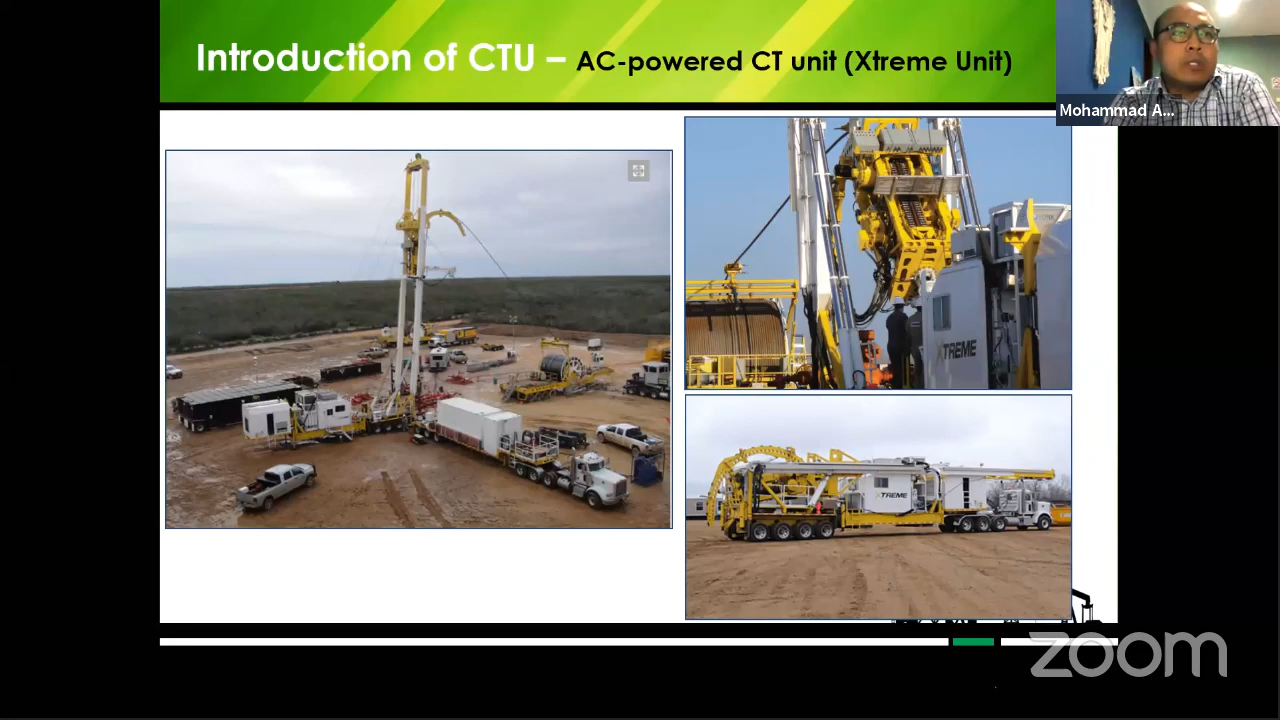 Introduction of CTU – AC-powered CT unit (Xtreme Unit)
Mohammad A...
XTREME
XTREME
zoom